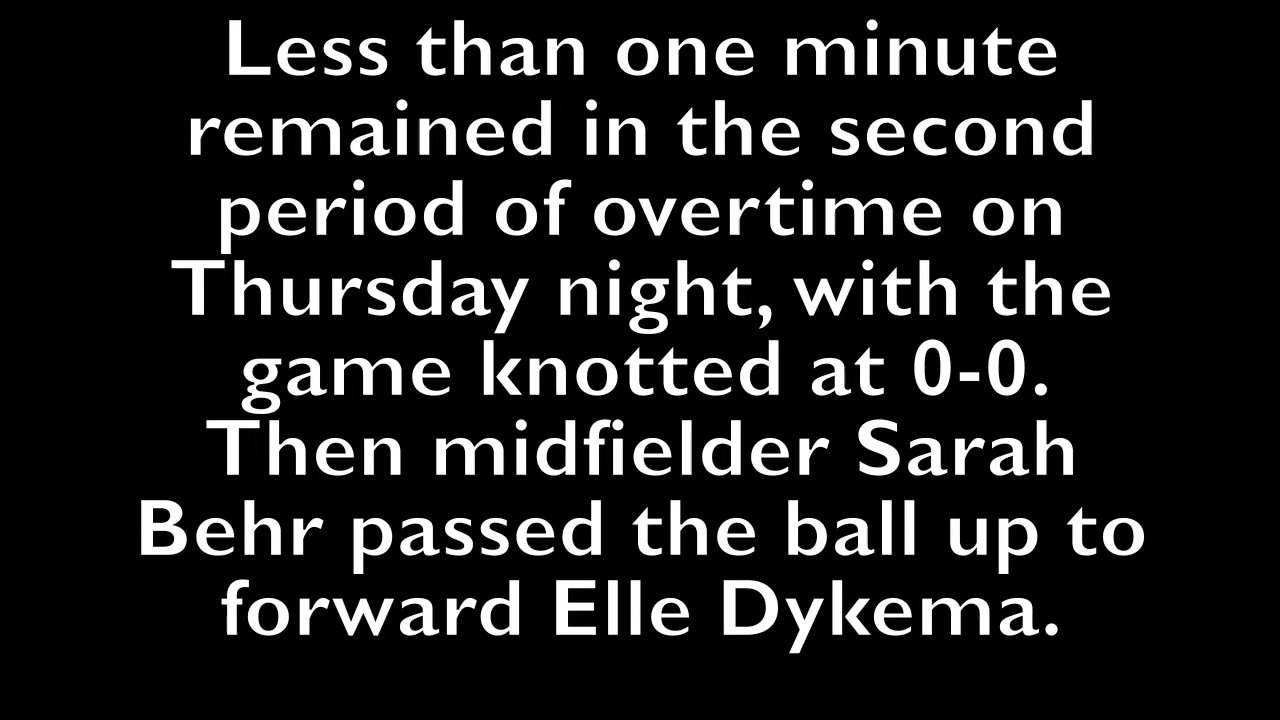 Less than one minute
remained in the second
period of overtime on
Thursday night, with the
game knotted at 0-0.
Then midfielder Sarah
Behr passed the ball up to
forward Elle Dykema.